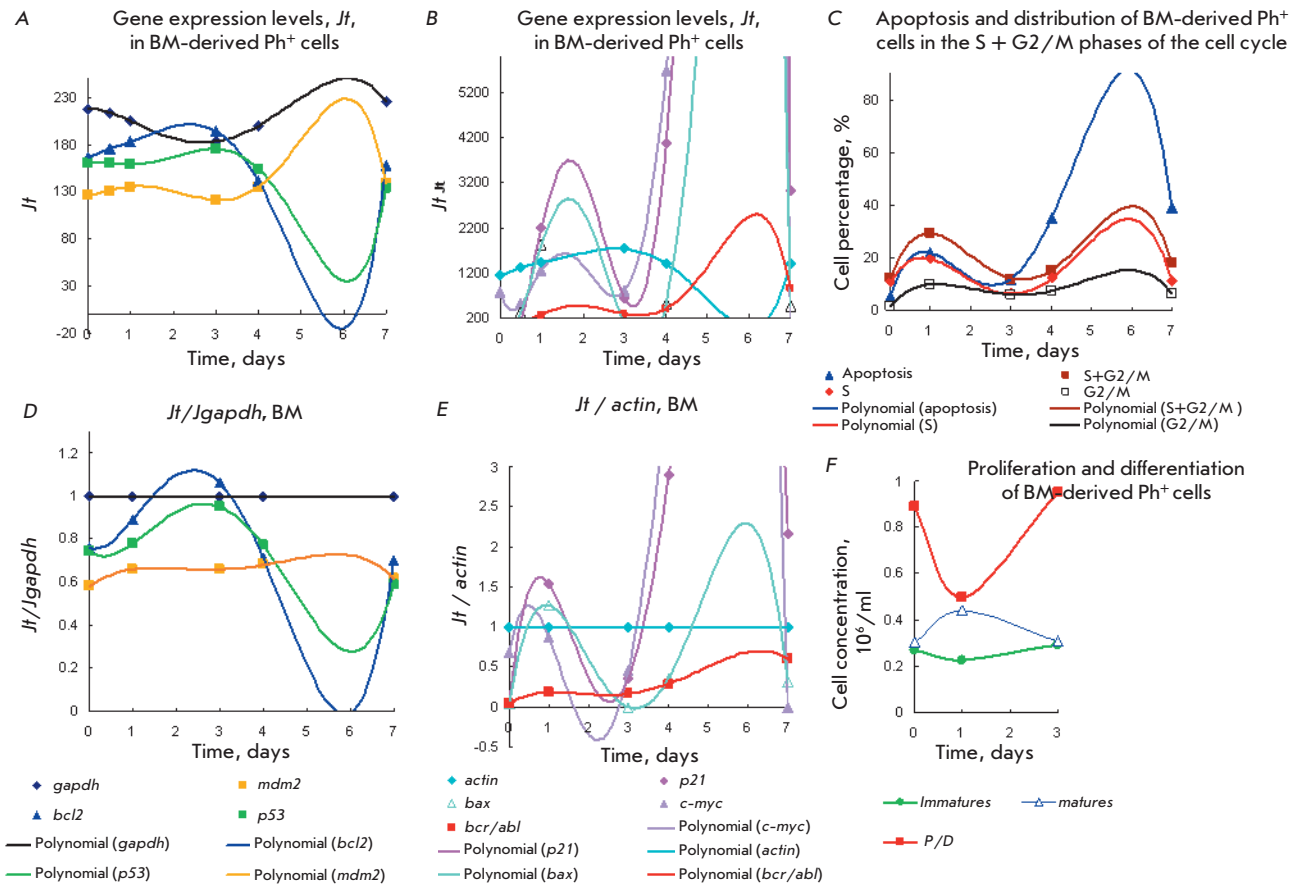 A
Gene expression levels, Jt,
in BM-derived Ph⁺ cells
230
180
130
80
30
-20
Jt
0 1 2 3 4 5 6 7
Time, days
B
Gene expression levels, Jt,
in BM-derived Ph⁺ cells
5200
4200
3200
2200
1200
200
Jt Jt
0 1 2 3 4 5 6 7
Time, days
C
Apoptosis and distribution of BM-derived Ph⁺
cells in the S + G2/M phases of the cell cycle
80
60
40
20
0
Cell percentage, %
0 1 2 3 4 5 6 7
Time, days
Apoptosis
S+G2/M
S
G2/M
Polynomial (apoptosis)
Polynomial (S+G2/M )
Polynomial (S)
Polynomial (G2/M)
D
Jt/Jgapdh, BM
1.2
1
0.8
0.6
0.4
0.2
0
Jt/Jgapdh
0 1 2 3 4 5 6 7
Time, days
gapdh
mdm2
bcl2
p53
Polynomial (gapdh)
Polynomial (bcl2)
Polynomial (p53)
Polynomial (mdm2)
E
Jt / actin, BM
3
2.5
2
1.5
1
0.5
0
-0.5
Jt / actin
0 1 2 3 4 5 6 7
Time, days
actin
p21
bax
c-myc
bcr/abl
Polynomial (c-myc)
Polynomial (p21)
Polynomial (actin)
Polynomial (bax)
Polynomial (bcr/abl)
F
Proliferation and differentiation
of BM-derived Ph⁺ cells
1
0.8
0.6
0.4
0.2
0
Cell concentration,
10⁶/ml
0 1 2 3
Time, days
Immatures
matures
P/D